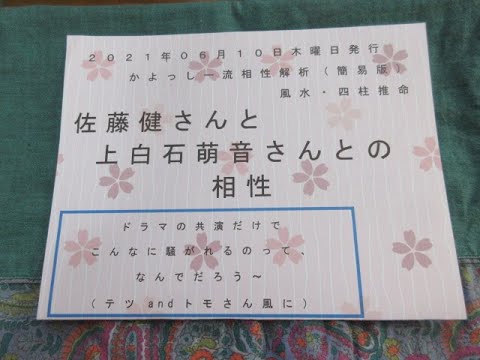 2021年06月10日木曜日発行
かよっしー流相性解析(簡易版)
風水・四柱推命
佐藤健さんと
上白石萌音さんとの
相性
ドラマの共演だけで
こんなに騒がれるのって、
なんでだろう~
(テツandトモさん風に)